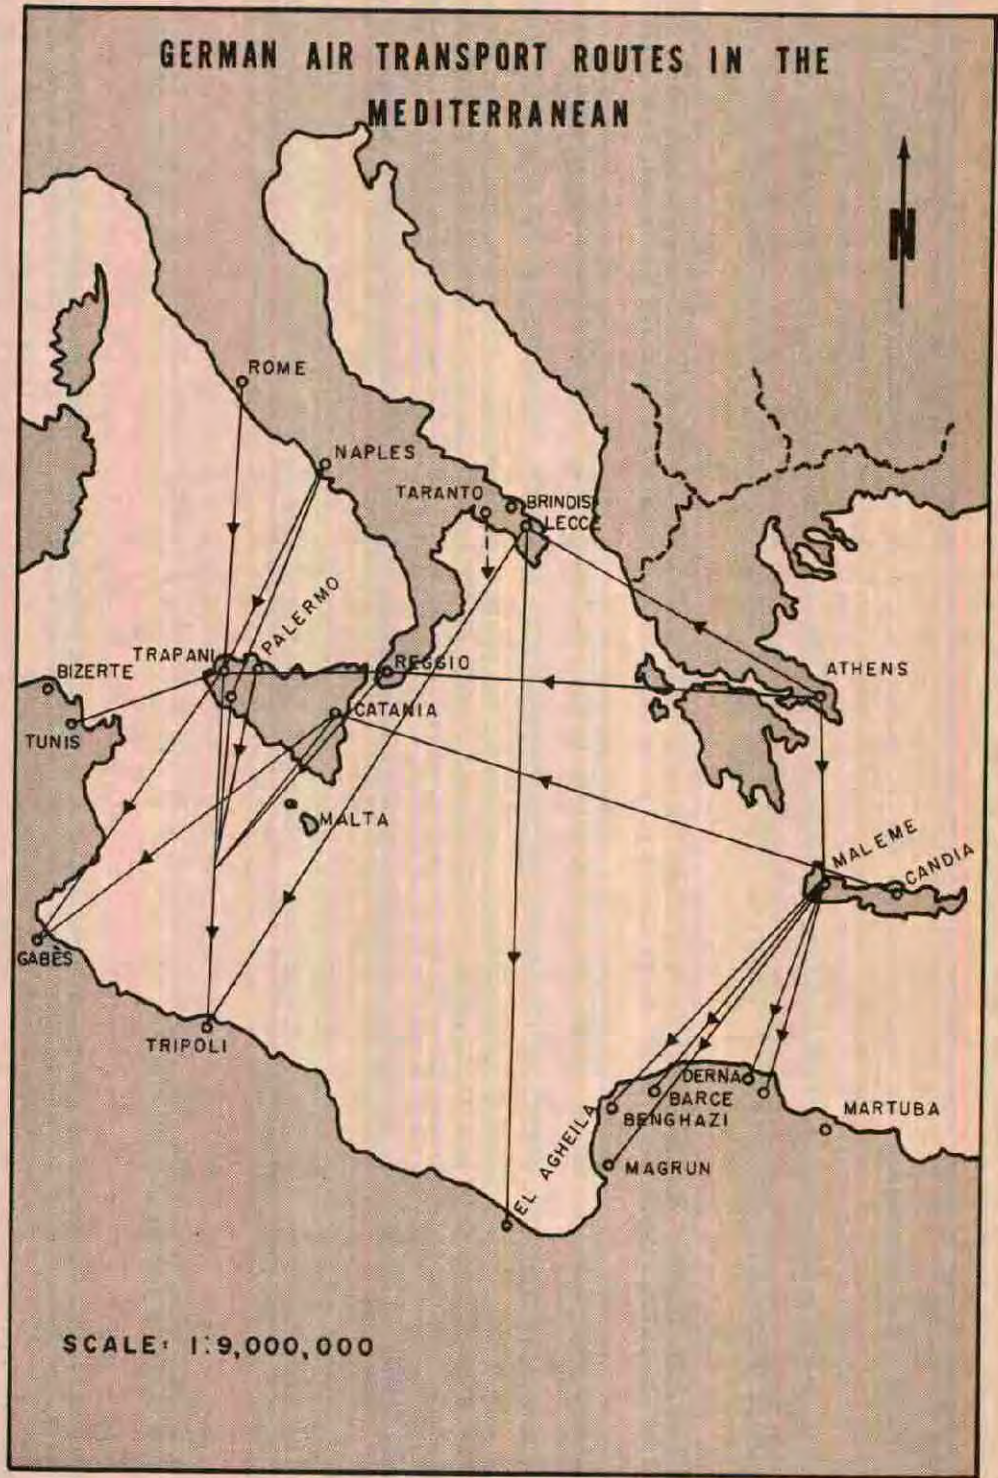 GERMAN AIR TRANSPORT ROUTES IN THE
MEDITERRANEAN
N
ROME
NAPLES
TARANTO
BRINDISI
LECCE
PALERMO
TRAPANI
BIZERTE
REGGIO
ATHENS
CATANIA
TUNIS
MALTA
MALEME
CANDIA
GABÈS
TRIPOLI
DERNA
BARCE
BENGHAZI
MARTUBA
EL AGHEILA
MAGRUN
SCALE: 1:9,000,000